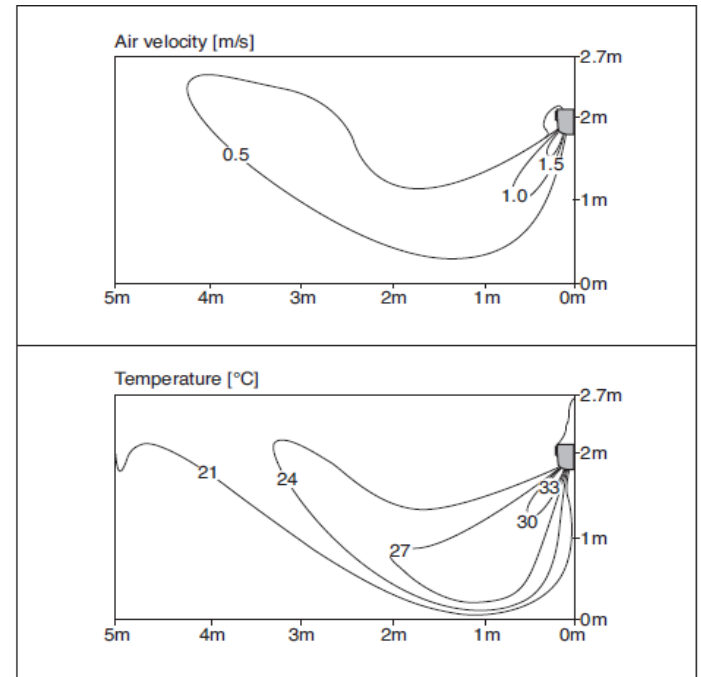 Air velocity [m/s]
2.7m
2m
0.5
1.5
1.0
1m
0m
5m 4m 3m 2m 1m 0m
Temperature [°C]
2.7m
2m
21
24
33
30
1m
27
0m
5m 4m 3m 2m 1m 0m